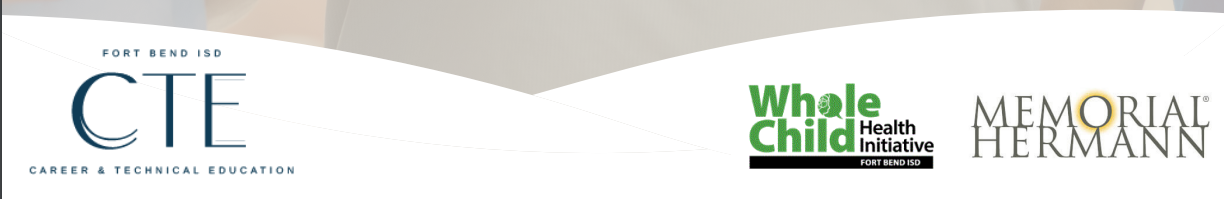 FORT BEND ISD
CTE
CAREER & TECHNICAL EDUCATION
Whole
Child Health
Initiative
FORT BEND ISD
MEMORIAL®
HERMANN